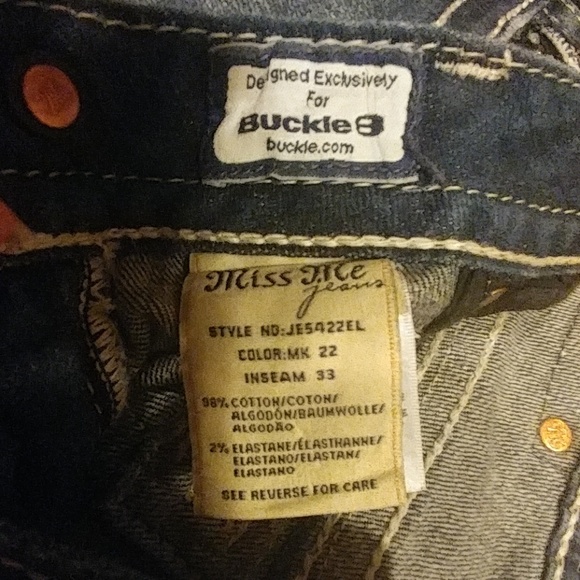 Designed Exclusively
For
Buckle B
buckle.com
Miss Me
jeans
STYLE NO:JE5422EL
COLOR:MK 22
INSEAM 33
98% COTTON/COTON/
ALGODÓN/BAUMWOLLE/
ALGODÃO
2% ELASTANE/ÉLASTHANNE/
ELASTANO/ELASTAN/
ELASTANO
SEE REVERSE FOR CARE